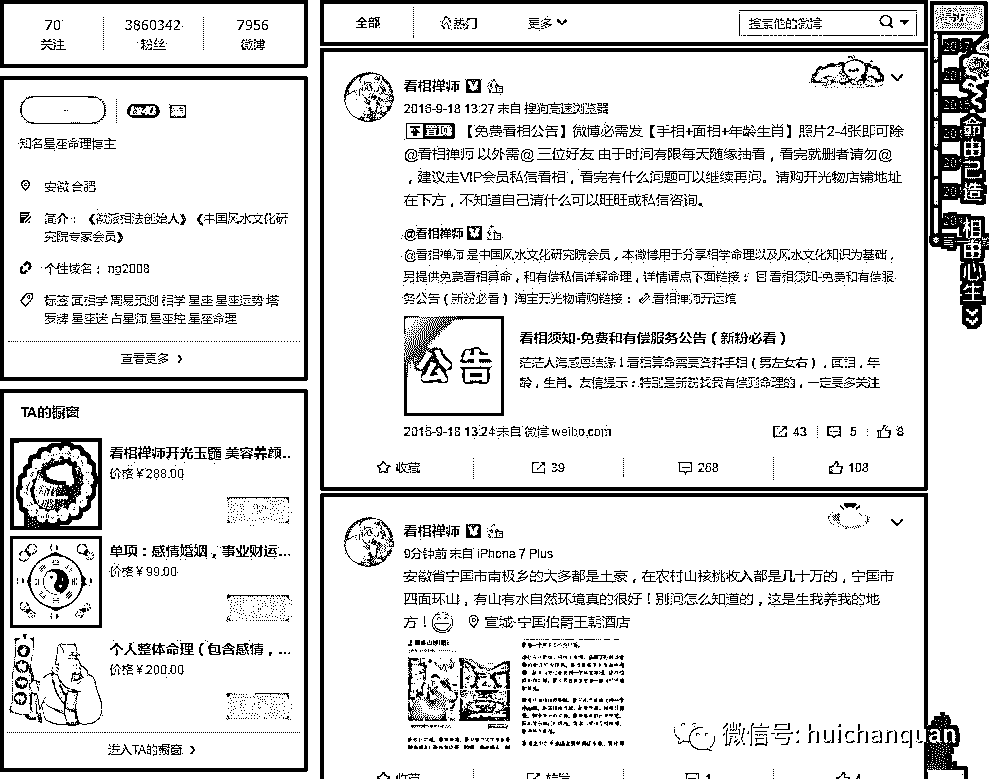 70
关注
3860342
粉丝
7956
微博
知名星座命理博主
安徽 合肥
简介：《徽派相法创始人》《中国风水文化研
究院专家会员》
个性域名：ng2008
标签 面相学 周易预测 相学 星座 星座运势 塔
罗牌 星座迷 占星师 星座控 星座命理
查看更多 >
TA的橱窗
看相禅师开光玉髓 美容养颜..
价格￥288.00
单项：感情婚姻，事业财运...
价格￥99.00
个人整体命理（包含感情，...
价格￥200.00
进入TA的橱窗 >
全部
热门
更多
搜索他的微博
看相禅师
2016-9-18 13:27 来自 搜狗高速浏览器
置顶 【免费看相公告】微博必需发【手相+面相+年龄生肖】照片2-4张即可除
@看相禅师 以外需@ 三位好友 由于时间有限每天随缘抽看，看完就删者请勿@
，建议走VIP会员私信看相，看完有什么问题可以继续再问。请购开光物店铺地址
在下方，不知道自己请什么可以旺旺或私信咨询。
@看相禅师
@看相禅师 是中国风水文化研究院会员，本微博用于分享相学命理以及风水文化知识为基础，
另提供免费看相算命，和有偿私信详解命理，详情请点下面链接： 看相须知-免费和有偿服
务公告（新粉必看） 淘宝开光物请购链接： 看相禅师开运馆
公告
看相须知-免费和有偿服务公告（新粉必看）
茫茫人海感恩结缘！看相算命需要资料手相（男左女右），面相，年
龄，生肖。友情提示：特别是新粉找我有偿测命理的，一定要多关注
2016-9-18 13:24 来自 微博 weibo.com
43
5
8
收藏
39
268
108
看相禅师
9分钟前 来自 iPhone 7 Plus
安徽省宁国市南极乡的大多都是土豪，在农村山核桃收入都是几十万的，宁国市
四面环山，有山有水自然环境真的很好！别问怎么知道的，这是生我养我的地
方！ 宣城·宁国伯爵王朝酒店
收藏
转发
1
4
命由己造 相由心生
微信号: huichanquan